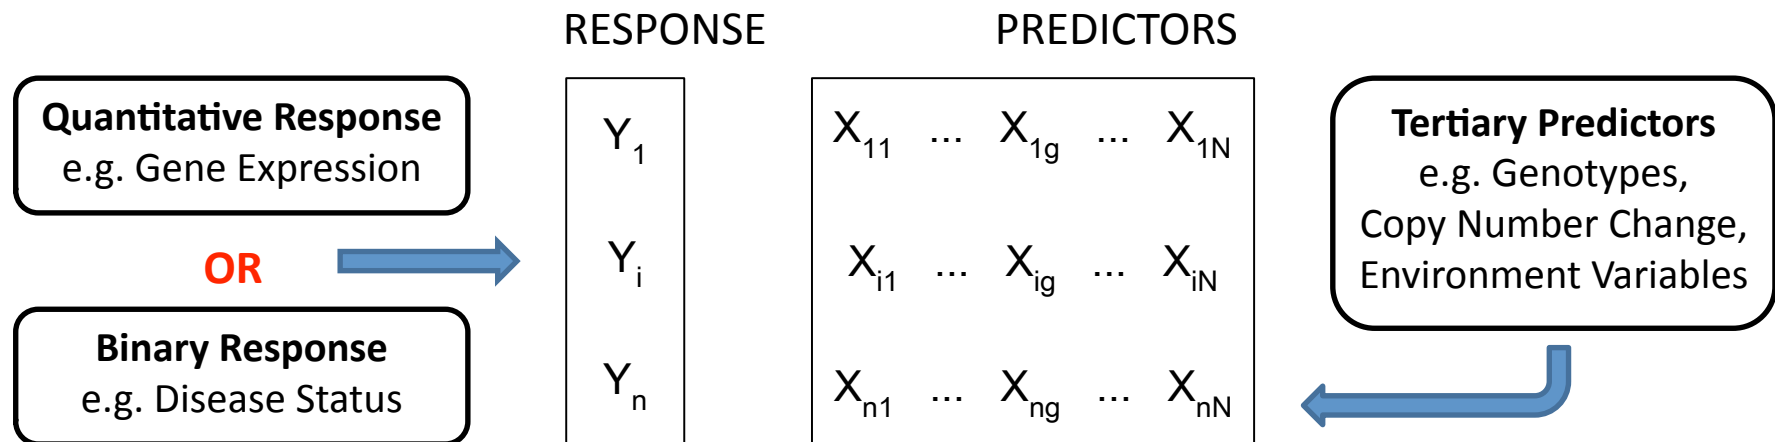 RESPONSE PREDICTORS
Quantitative Response
e.g. Gene Expression
OR
Binary Response
e.g. Disease Status
Y1
Yi
Yn
X11 ... X1g ... X1N
Xi1 ... Xig ... XiN
Xn1 ... Xng ... XnN
Tertiary Predictors
e.g. Genotypes,
Copy Number Change,
Environment Variables